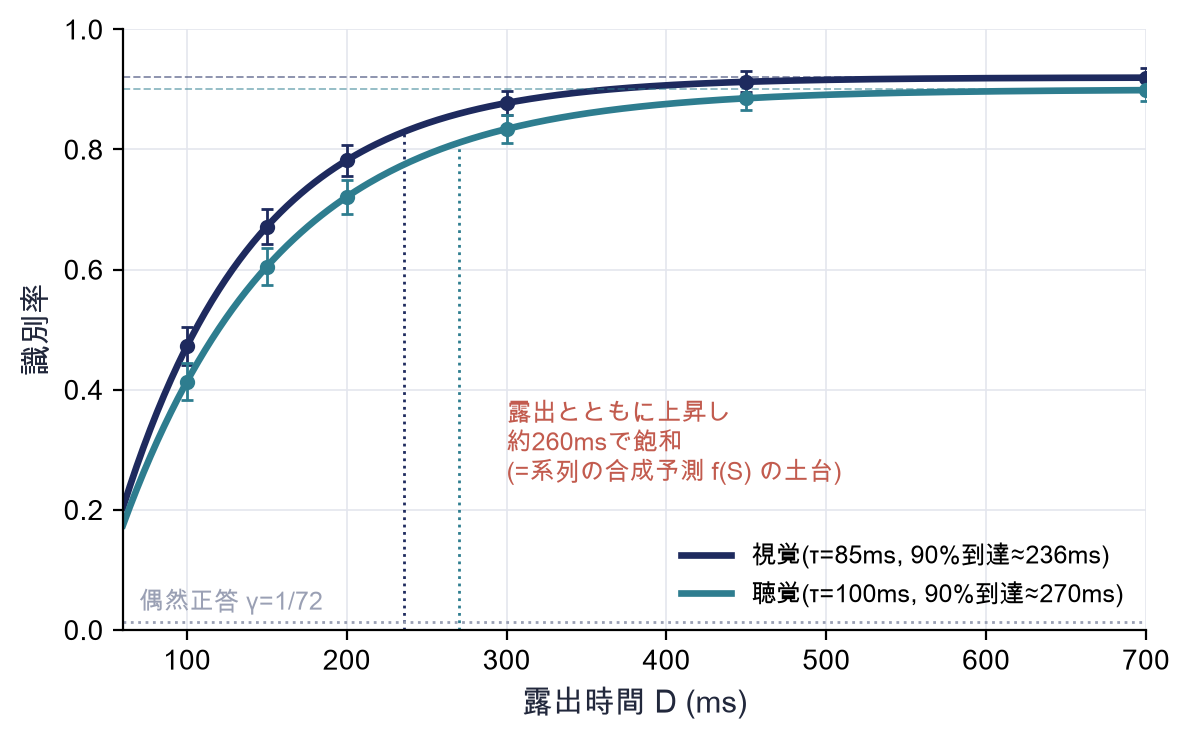 1.0
0.8
0.6
0.4
0.2
0.0
識別率
露出とともに上昇し
約260msで飽和
(=系列の合成予測 f(S) の土台)
視覚(τ=85ms, 90%到達≈236ms)
聴覚(τ=100ms, 90%到達≈270ms)
偶然正答 γ=1/72
100 200 300 400 500 600 700
露出時間 D (ms)